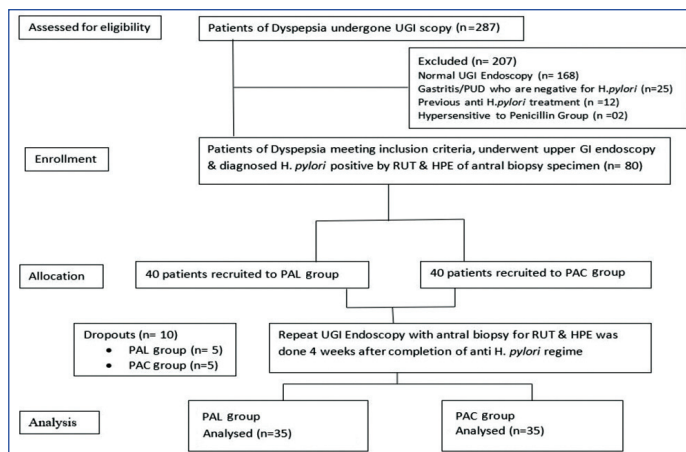 Assessed for eligibility
Patients of Dyspepsia undergone UGI scopy (n=287)
Excluded (n= 207)
Normal UGI Endoscopy (n= 168)
Gastritis/PUD who are negative for H.pylori (n=25)
Previous anti H.pylori treatment (n =12)
Hypersensitive to Penicillin Group (n =02)
Enrollment
Patients of Dyspepsia meeting inclusion criteria, underwent upper GI endoscopy
& diagnosed H. pylori positive by RUT & HPE of antral biopsy specimen (n= 80)
Allocation
40 patients recruited to PAL group
40 patients recruited to PAC group
Dropouts (n= 10)
• PAL group (n= 5)
• PAC group (n=5)
Repeat UGI Endoscopy with antral biopsy for RUT & HPE was
done 4 weeks after completion of anti H. pylori regime
Analysis
PAL group
Analysed (n=35)
PAC group
Analysed (n=35)